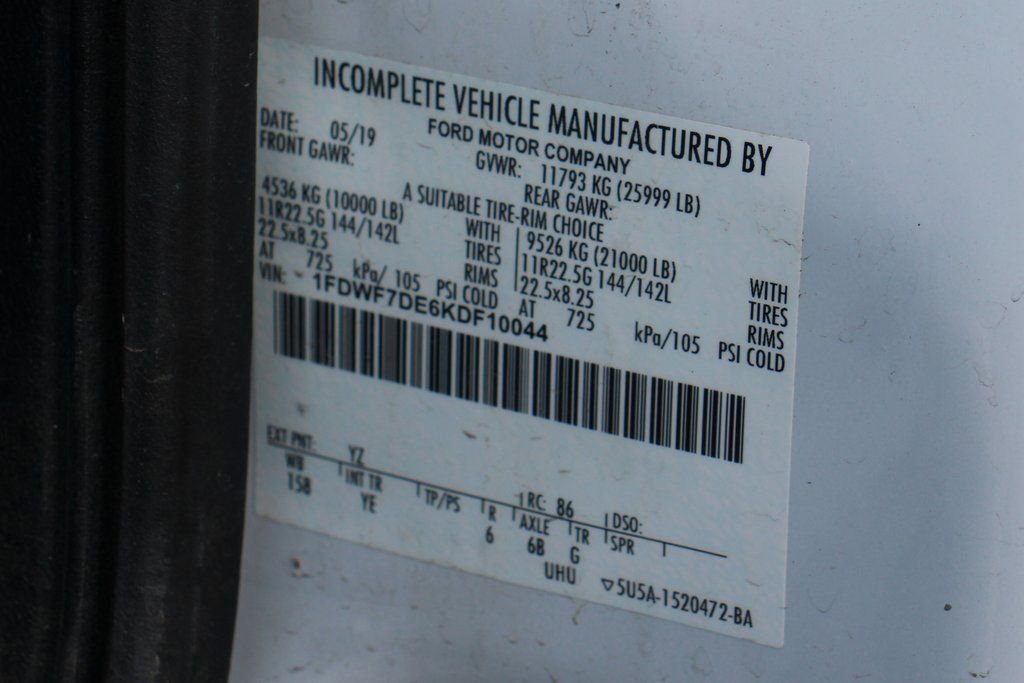 INCOMPLETE VEHICLE MANUFACTURED BY
FORD MOTOR COMPANY
DATE: 05/19 GVWR: 11793 KG (25999 LB)
FRONT GAWR: REAR GAWR:
A SUITABLE TIRE-RIM CHOICE
4536 KG (10000 LB) WITH 9526 KG (21000 LB) WITH
11R22.5G 144/142L TIRES 11R22.5G 144/142L TIRES
22.5x8.25 RIMS 22.5x8.25 RIMS
AT 725 kPa/ 105 PSI COLD AT 725 kPa/105 PSI COLD
VIN: 1FDWF7DE6KDF10044
EXT PNT: YZ RC: 86 DSO:
WB INT TR TP/PS R AXLE TR SPR
158 YE 6 6B G
UHU ▽5U5A-1520472-BA